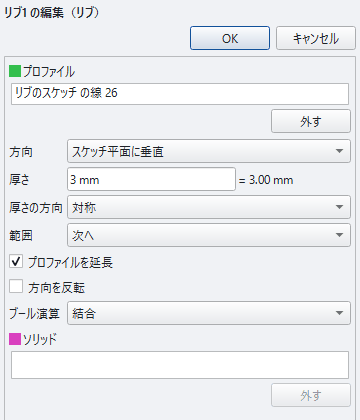 リブ1 の編集（リブ）
OK キャンセル
プロファイル
リブのスケッチ の線 26
外す
方向 スケッチ平面に垂直
厚さ 3 mm = 3.00 mm
厚さの方向 対称
範囲 次へ
プロファイルを延長
方向を反転
ブール演算 結合
ソリッド
外す